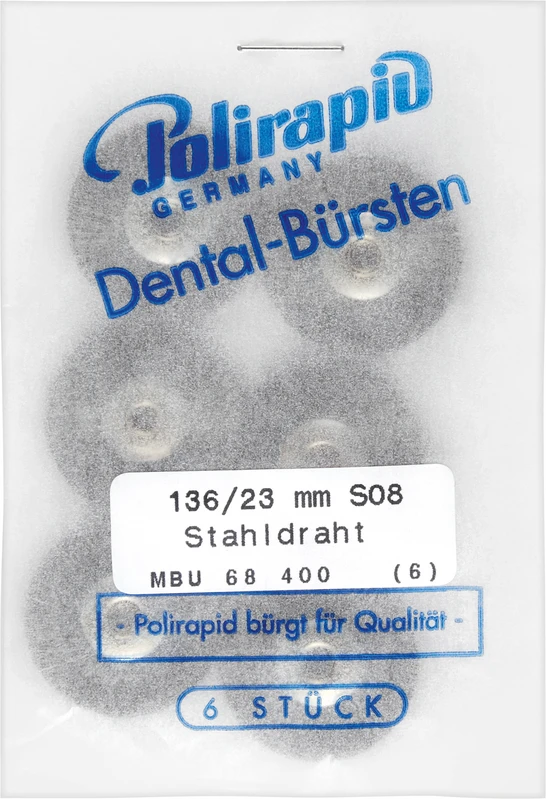 Polirapid
GERMANY
Dental-Bürsten
136/23 mm S08
Stahldraht
MBU 68 400 (6)
- Polirapid bürgt für Qualität -
6 STÜCK